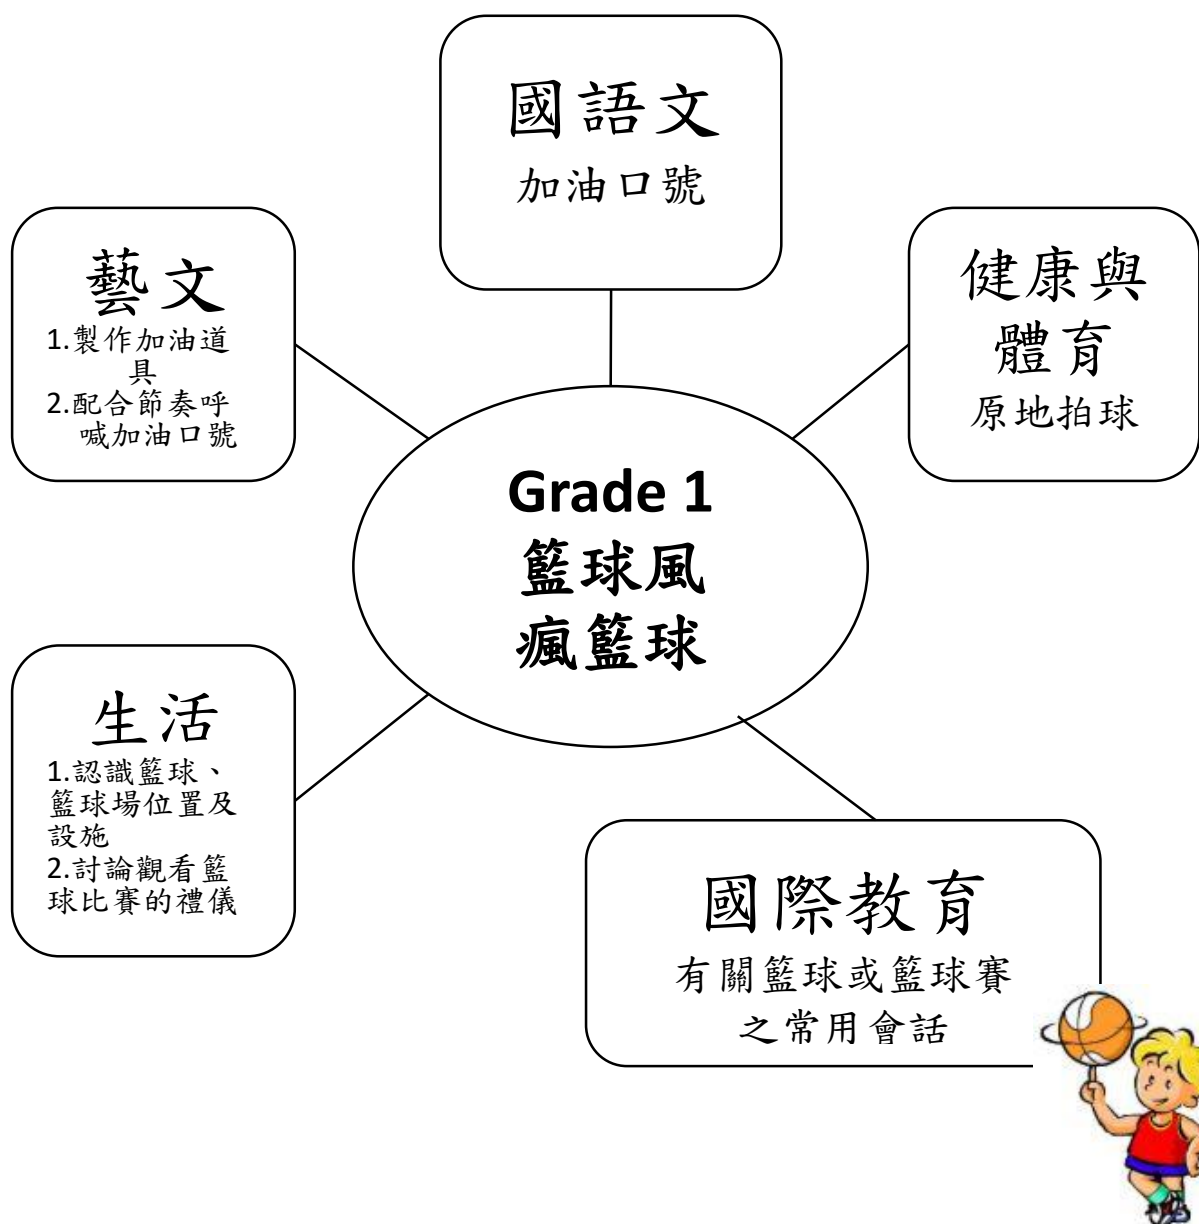 國語文
加油口號
藝文
1.製作加油道
具
2.配合節奏呼
喊加油口號
健康與
體育
原地拍球
Grade 1
籃球風
瘋籃球
生活
1.認識籃球、
籃球場位置及
設施
2.討論觀看籃
球比賽的禮儀
國際教育
有關籃球或籃球賽
之常用會話